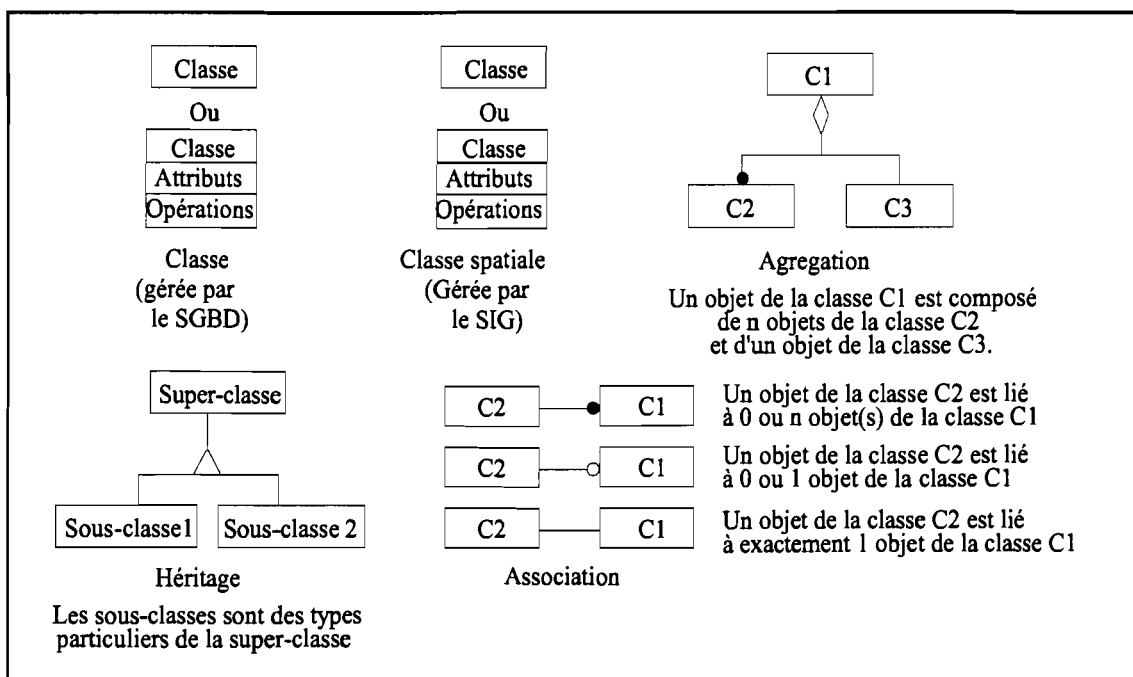 Classe
Ou
Classe
Attributs
Opérations
Classe
(gérée par
le SGBD)
Classe
Ou
Classe
Attributs
Opérations
Classe spatiale
(Gérée par
le SIG)
C1
C2
C3
Agregation
Un objet de la classe C1 est composé
de n objets de la classe C2
et d'un objet de la classe C3.
Super-classe
Sous-classe1
Sous-classe 2
Héritage
Les sous-classes sont des types
particuliers de la super-classe
C2
C1
Un objet de la classe C2 est lié
à 0 ou n objet(s) de la classe C1
C2
C1
Un objet de la classe C2 est lié
à 0 ou 1 objet de la classe C1
C2
C1
Un objet de la classe C2 est lié
à exactement 1 objet de la classe C1
Association